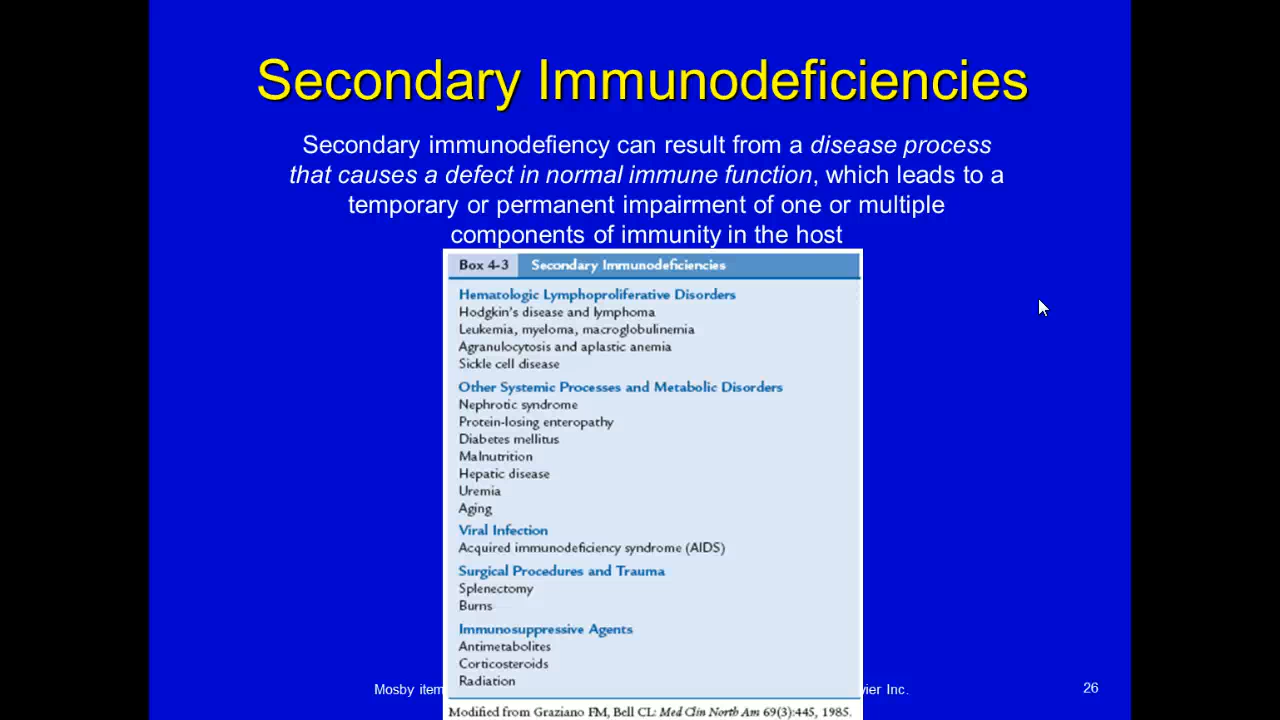 Secondary Immunodeficiencies
Secondary immunodefiency can result from a disease process
that causes a defect in normal immune function, which leads to a
temporary or permanent impairment of one or multiple
components of immunity in the host
Box 4-3 Secondary Immunodeficiencies
Hematologic Lymphoproliferative Disorders
Hodgkin's disease and lymphoma
Leukemia, myeloma, macroglobulinemia
Agranulocytosis and aplastic anemia
Sickle cell disease
Other Systemic Processes and Metabolic Disorders
Nephrotic syndrome
Protein-losing enteropathy
Diabetes mellitus
Malnutrition
Hepatic disease
Uremia
Aging
Viral Infection
Acquired immunodeficiency syndrome (AIDS)
Surgical Procedures and Trauma
Splenectomy
Burns
Immunosuppressive Agents
Antimetabolites
Corticosteroids
Radiation
Mosby item Inc.
26
Modified from Graziano FM, Bell CL: Med Clin North Am 69(3):445, 1985.